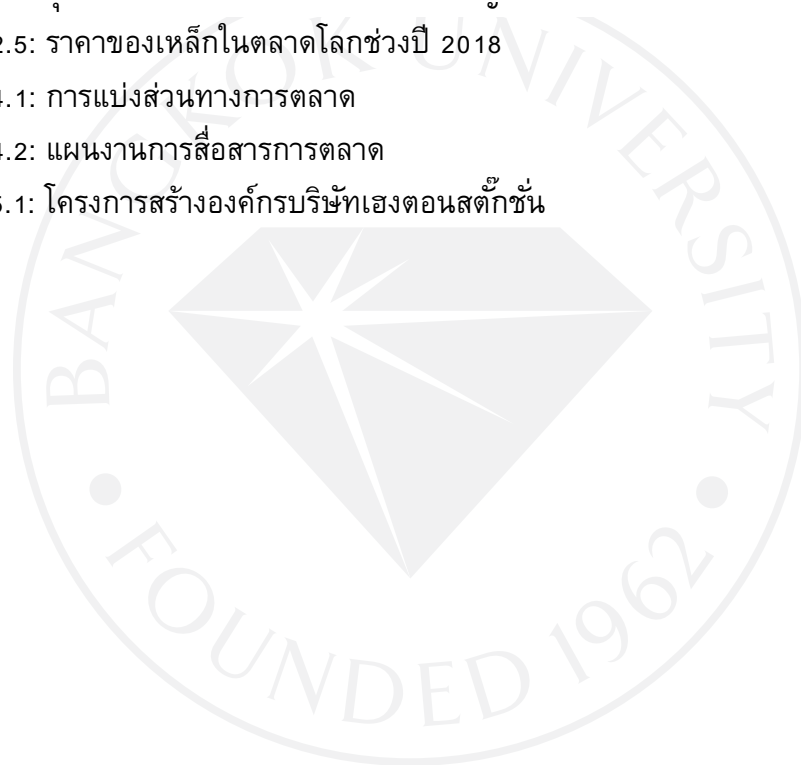 2.5: ราคาของเหล็กในตลาดโลกช่วงปี 2018
4.1: การแบ่งส่วนทางการตลาด
4.2: แผนงานการสื่อสารการตลาด
5.1: โครงการสร้างองค์กรบริษัทเฮงตอนสตั๊กชั่น
BANGKOK UNIVERSITY
FOUNDED 1962